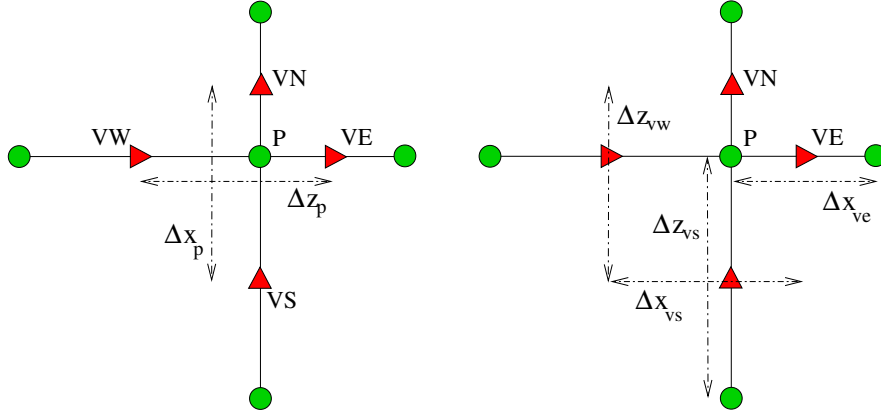 VN
VW
P
VE
Δz_p
Δx_p
VS
VN
Δz_vw
P
VE
Δx_ve
Δz_vs
Δx_vs